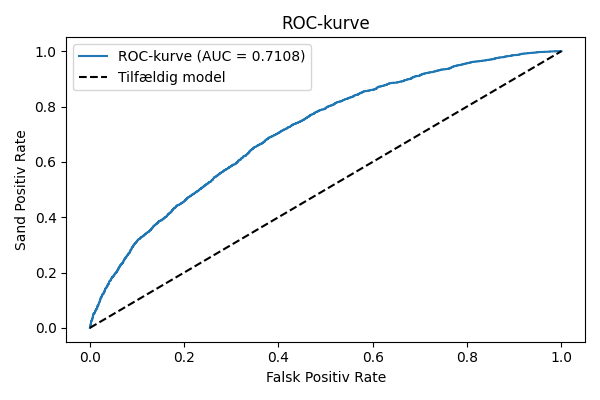 ROC-kurve
ROC-kurve (AUC = 0.7108)
Tilfældig model
Sand Positiv Rate
1.0
0.8
0.6
0.4
0.2
0.0
0.0 0.2 0.4 0.6 0.8 1.0
Falsk Positiv Rate